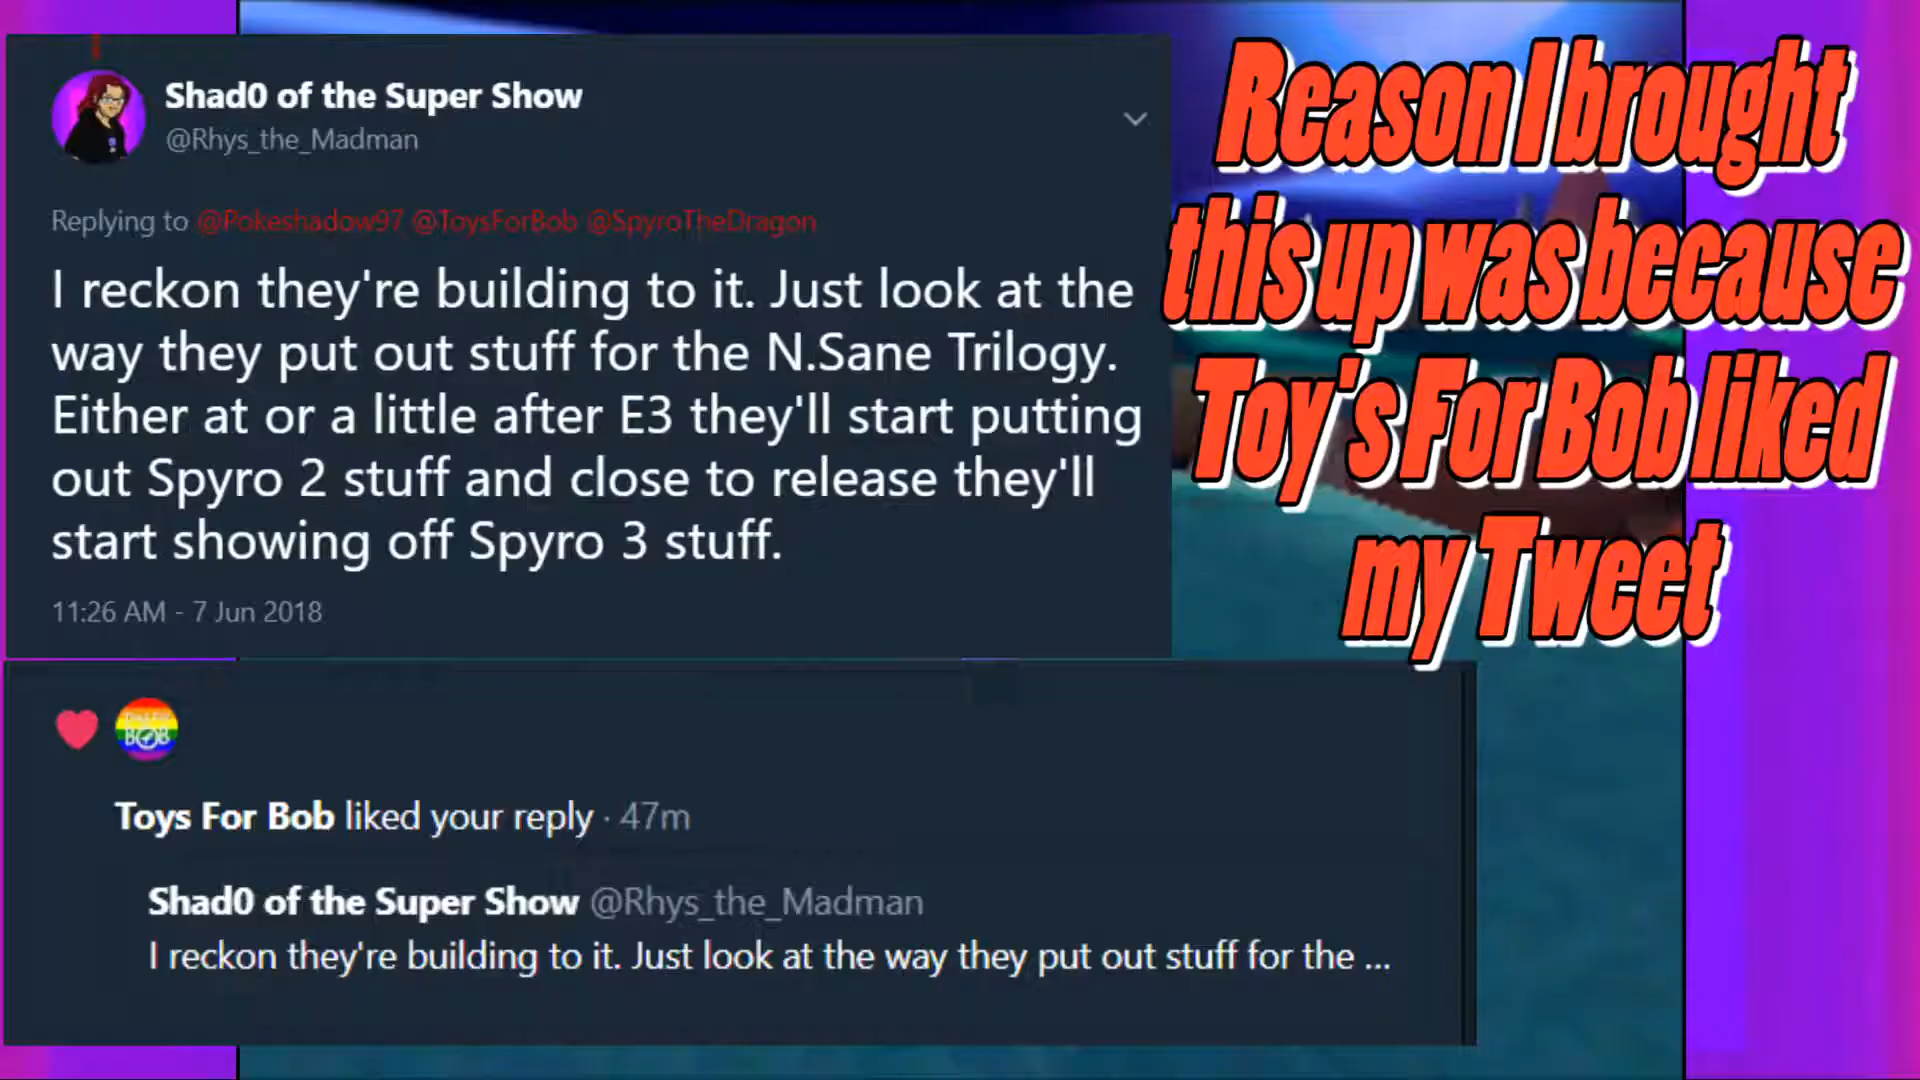 Shad0 of the Super Show
@Rhys_the_Madman
Replying to @Pokeshadow97 @ToysForBob @SpyroTheDragon
I reckon they're building to it. Just look at the
way they put out stuff for the N.Sane Trilogy.
Either at or a little after E3 they'll start putting
out Spyro 2 stuff and close to release they'll
start showing off Spyro 3 stuff.
11:26 AM - 7 Jun 2018
Reason I brought
this up was because
Toy's For Bob liked
my Tweet
BOB
Toys For Bob liked your reply · 47m
Shad0 of the Super Show @Rhys_the_Madman
I reckon they're building to it. Just look at the way they put out stuff for the ...